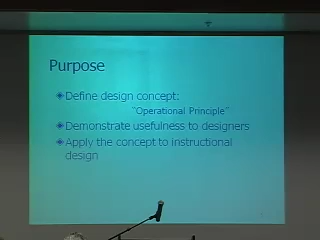 Purpose
Define design concept:
"Operational Principle"
Demonstrate usefulness to designers
Apply the concept to instructional
design